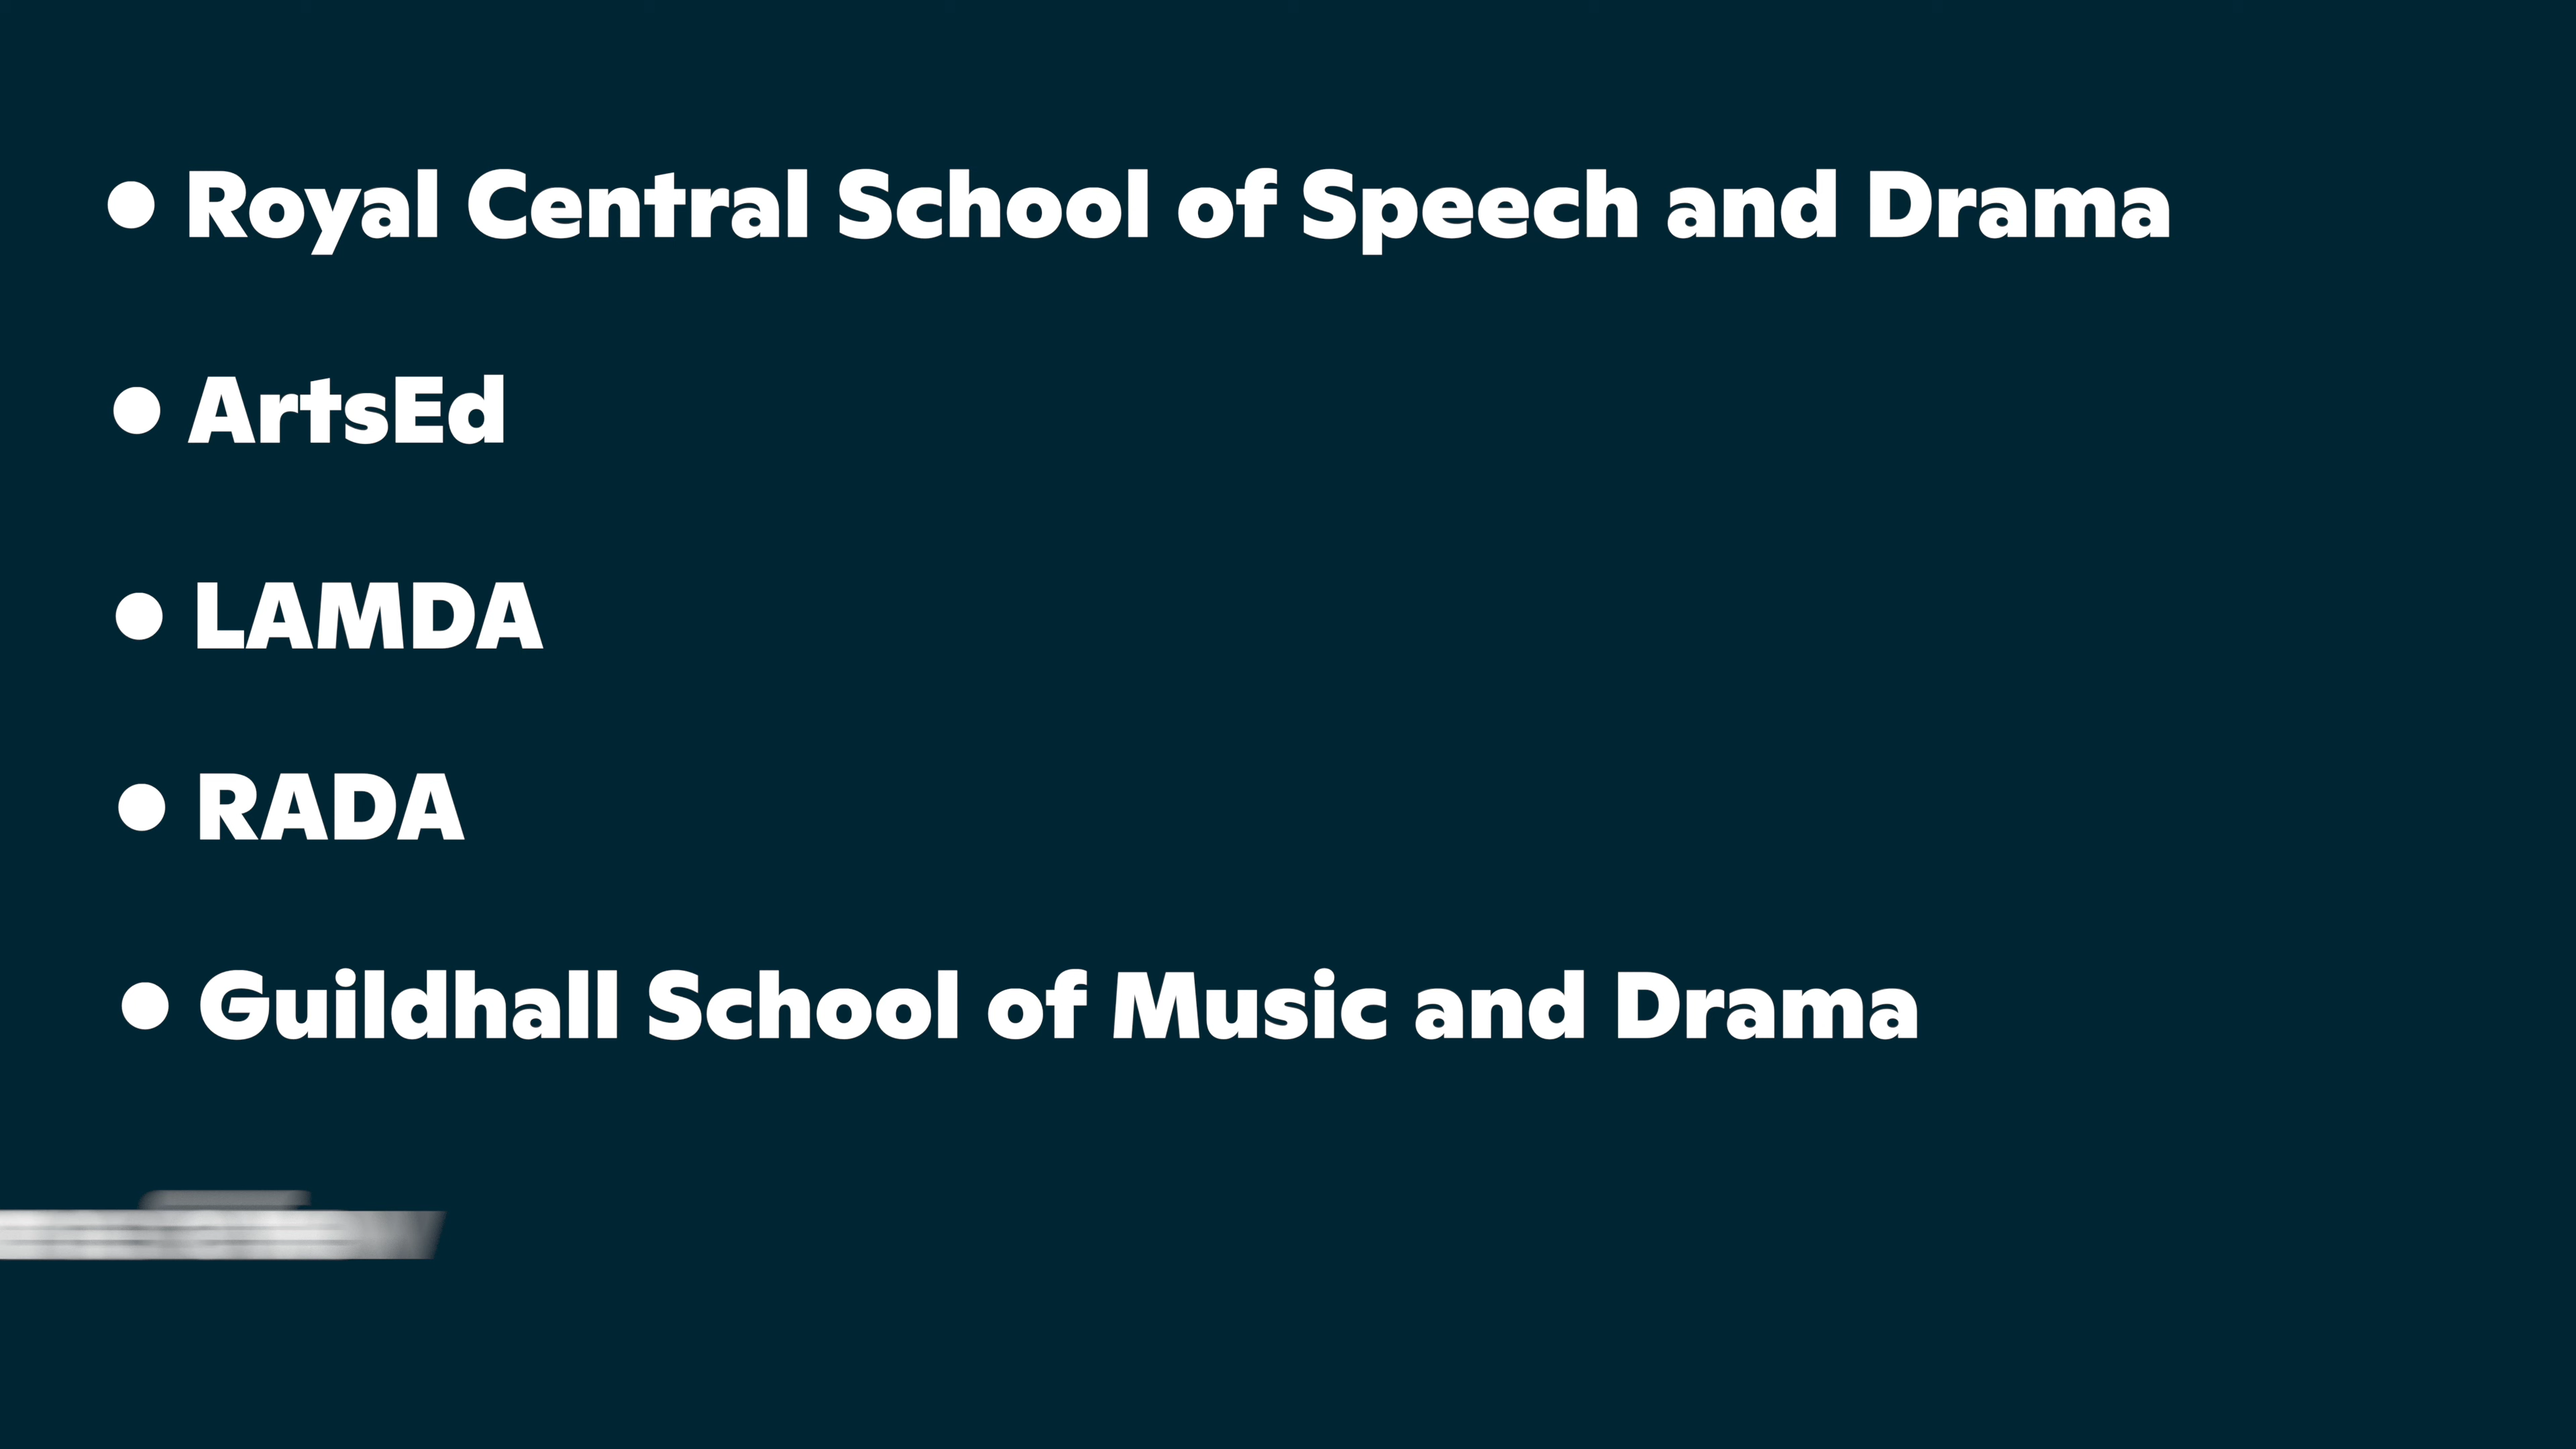 • Royal Central School of Speech and Drama
• ArtsEd
• LAMDA
• RADA
• Guildhall School of Music and Drama